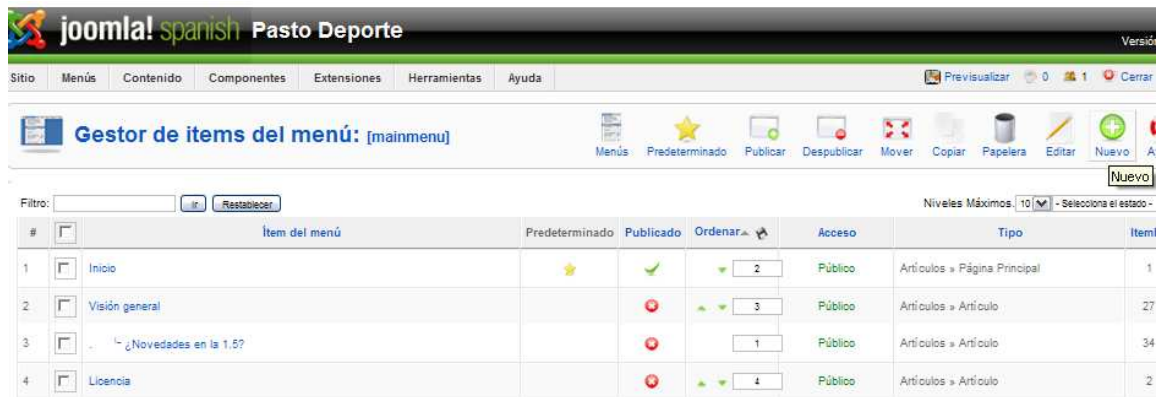 joomla! spanish Pasto Deporte
Versión
Sitio Menús Contenido Componentes Extensiones Herramientas Ayuda Previsualizar 0 1 Cerrar
Gestor de items del menú: [mainmenu]
Menús Predeterminado Publicar Despublicar Mover Copiar Papelera Editar Nuevo A
Nuevo
Filtro: Ir Restablecer Niveles Máximos. 10 - Selecciona el estado -
# Ítem del menú Predeterminado Publicado Ordenar Acceso Tipo ItemI
1 Inicio 2 Público Artículos » Página Principal 1
2 Visión general 3 Público Artículos » Artículo 27
3 . - ¿Novedades en la 1.5? 1 Público Artículos » Artículo 34
4 Licencia 4 Público Artículos » Artículo 2